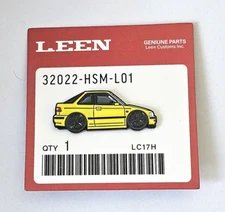 LEEN
GENUINE PARTS
Leen Customs Inc.
32022-HSM-L01
QTY 1
LC17H